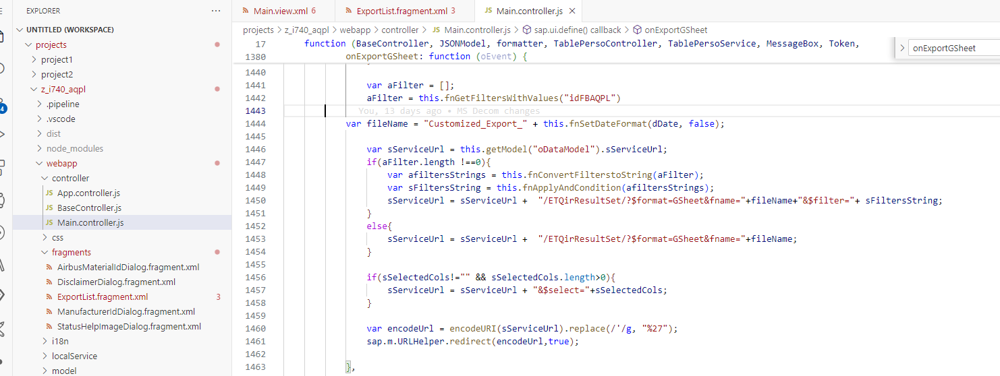 EXPLORER
UNTITLED (WORKSPACE)
projects
project1
project2
z_i740_aqpl
.pipeline
.vscode
dist
node_modules
webapp
controller
JS App.controller.js
JS BaseController.js
JS Main.controller.js
css
fragments
AirbusMaterialIdDialog.fragment.xml
DisclaimerDialog.fragment.xml
ExportList.fragment.xml 3
ManufacturerIdDialog.fragment.xml
StatusHelpImageDialog.fragment.xml
i18n
localService
model
4
Main.view.xml 6
ExportList.fragment.xml 3
JS Main.controller.js
projects > z_i740_aqpl > webapp > controller > JS Main.controller.js > sap.ui.define() callback > onExportGSheet
17 function (BaseController, JSONModel, formatter, TablePersoController, TablePersoService, MessageBox, Token,
1380 onExportGSheet: function (oEvent) {
onExportGSheet
1440
1441 var aFilter = [];
1442 aFilter = this.fnGetFiltersWithValues("idFBAQPL")
1443 You, 13 days ago • MS Decom changes
1444 var fileName = "Customized_Export_" + this.fnSetDateFormat(dDate, false);
1445
1446 var sServiceUrl = this.getModel("oDataModel").sServiceUrl;
1447 if(aFilter.length !==0){
1448 var afiltersStrings = this.fnConvertFilterstoString(aFilter);
1449 var sFiltersString = this.fnApplyAndCondition(afiltersStrings);
1450 sServiceUrl = sServiceUrl + "/ETQirResultSet/?$format=GSheet&fname="+fileName+"&$filter="+ sFiltersString;
1451 }
1452 else{
1453 sServiceUrl = sServiceUrl + "/ETQirResultSet/?$format=GSheet&fname="+fileName;
1454 }
1455
1456 if(sSelectedCols!="" && sSelectedCols.length>0){
1457 sServiceUrl = sServiceUrl + "&$select="+sSelectedCols;
1458 }
1459
1460 var encodeUrl = encodeURI(sServiceUrl).replace(/'/g, "%27");
1461 sap.m.URLHelper.redirect(encodeUrl,true);
1462
1463 },